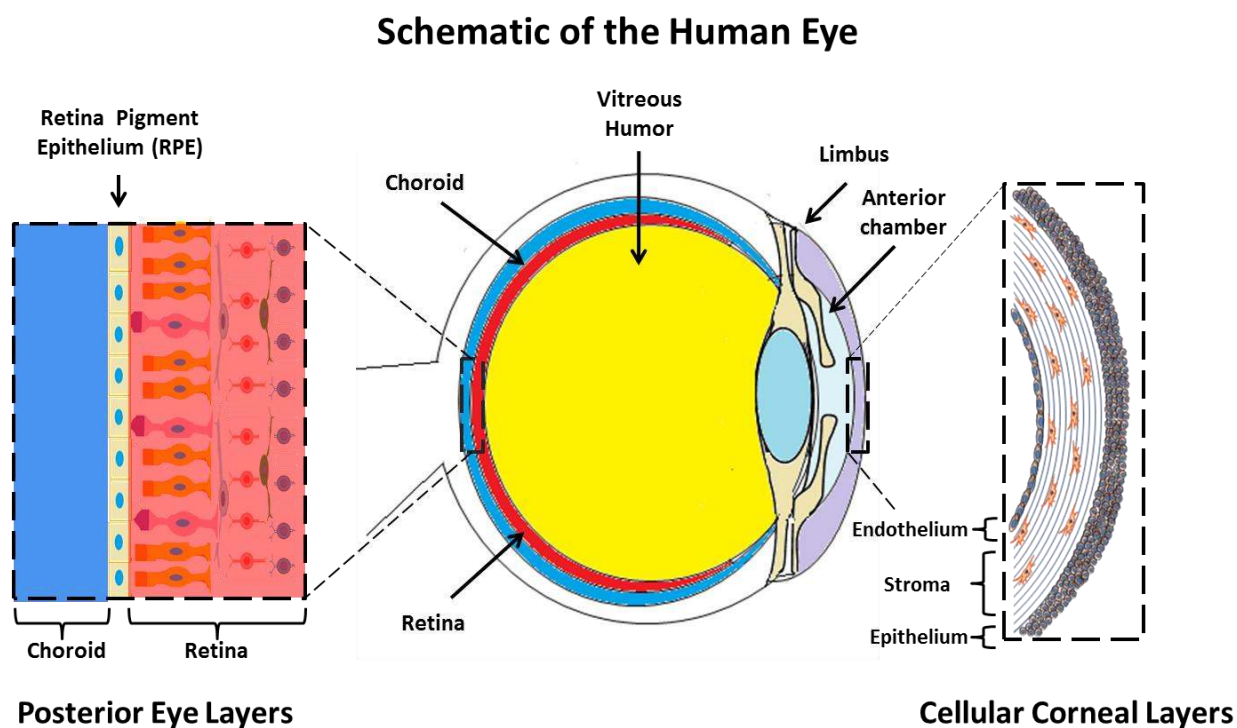 Schematic of the Human Eye
Retina Pigment
Epithelium (RPE)
Vitreous
Humor
Choroid
Limbus
Anterior
chamber
Endothelium
Stroma
Epithelium
Retina
Choroid
Retina
Posterior Eye Layers
Cellular Corneal Layers